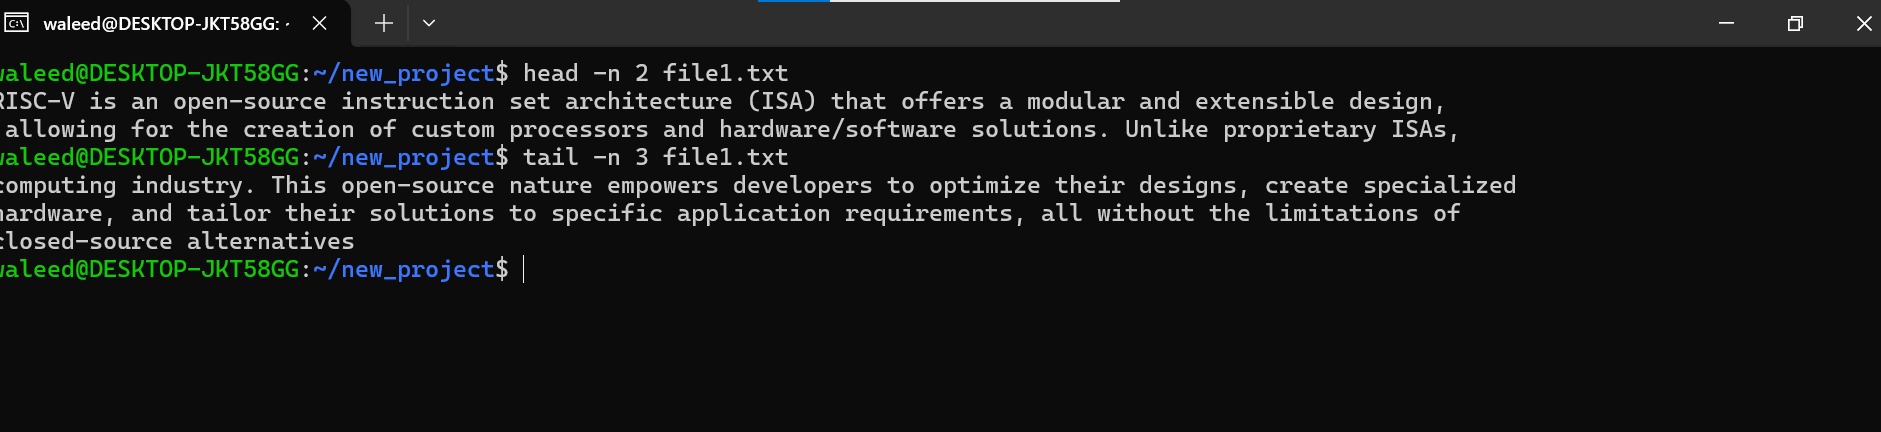 waleed@DESKTOP-JKT58GG: ~
waleed@DESKTOP-JKT58GG:~/new_project$ head -n 2 file1.txt
RISC-V is an open-source instruction set architecture (ISA) that offers a modular and extensible design,
 allowing for the creation of custom processors and hardware/software solutions. Unlike proprietary ISAs,
waleed@DESKTOP-JKT58GG:~/new_project$ tail -n 3 file1.txt
computing industry. This open-source nature empowers developers to optimize their designs, create specialized
hardware, and tailor their solutions to specific application requirements, all without the limitations of
closed-source alternatives
waleed@DESKTOP-JKT58GG:~/new_project$